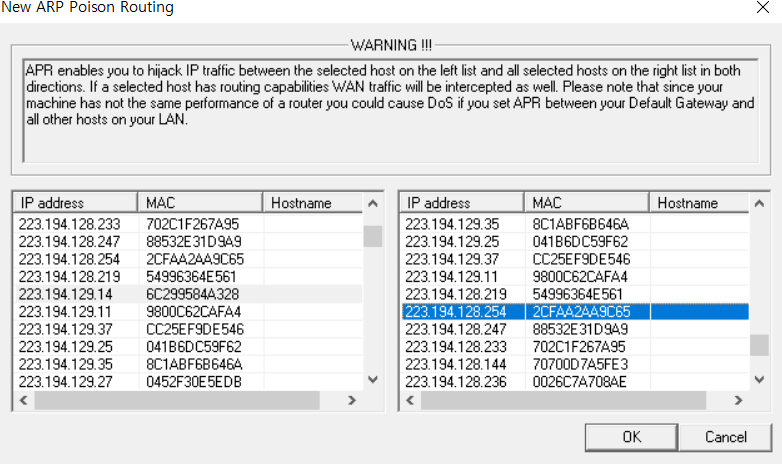 New ARP Poison Routing
WARNING !!!
APR enables you to hijack IP traffic between the selected host on the left list and all selected hosts on the right list in both
directions. If a selected host has routing capabilities WAN traffic will be intercepted as well. Please note that since your
machine has not the same performance of a router you could cause DoS if you set APR between your Default Gateway and
all other hosts on your LAN.
IP address MAC Hostname
223.194.128.233 702C1F267A95
223.194.128.247 88532E31D9A9
223.194.128.254 2CFAA2AA9C65
223.194.128.219 54996364E561
223.194.129.14 6C299584A328
223.194.129.11 9800C62CAFA4
223.194.129.37 CC25EF9DE546
223.194.129.25 041B6DC59F62
223.194.129.35 8C1ABF6B646A
223.194.129.27 0452F30E5EDB
IP address MAC Hostname
223.194.129.35 8C1ABF6B646A
223.194.129.25 041B6DC59F62
223.194.129.37 CC25EF9DE546
223.194.129.11 9800C62CAFA4
223.194.128.219 54996364E561
223.194.128.254 2CFAA2AA9C65
223.194.128.247 88532E31D9A9
223.194.128.233 702C1F267A95
223.194.128.144 70700D7A5FE3
223.194.128.236 0026C7A708AE
OK Cancel